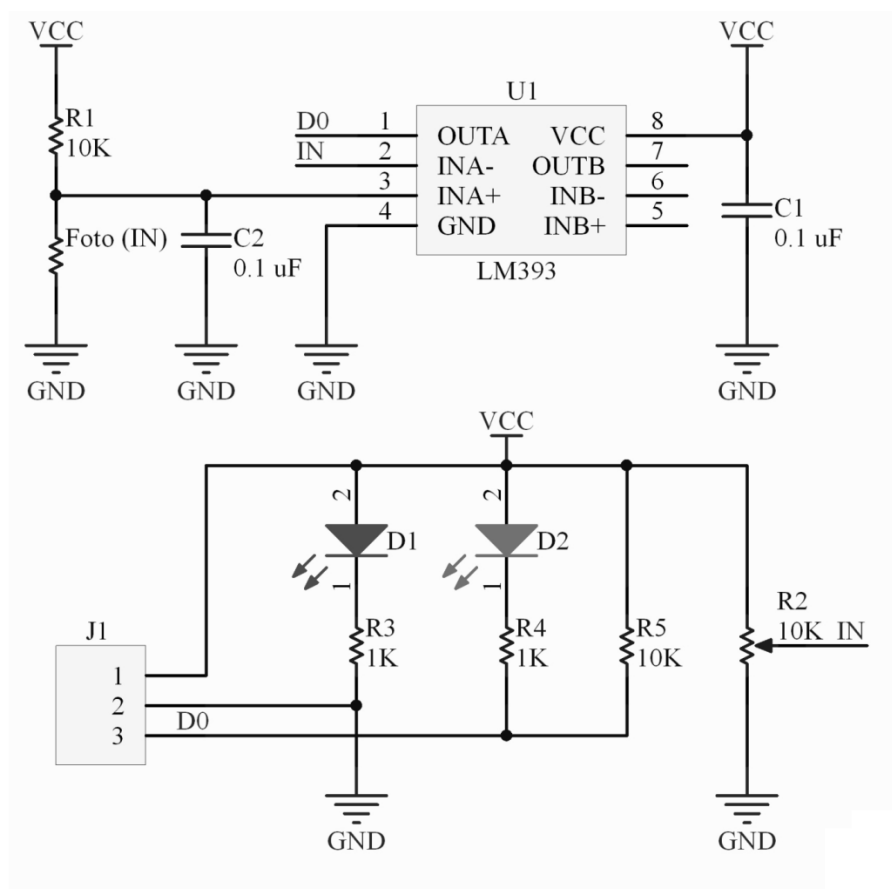 VCC
VCC
U1
R1
10K
D0 1 OUTA VCC 8
IN 2 INA- OUTB 7
3 INA+ INB- 6
4 GND INB+ 5
Foto (IN)
C2
0.1 uF
C1
0.1 uF
LM393
GND
GND
GND
GND
VCC
2
2
D1
D2
1
1
R3
1K
R4
1K
R5
10K
R2
10K IN
J1
1
2
3
D0
GND
GND